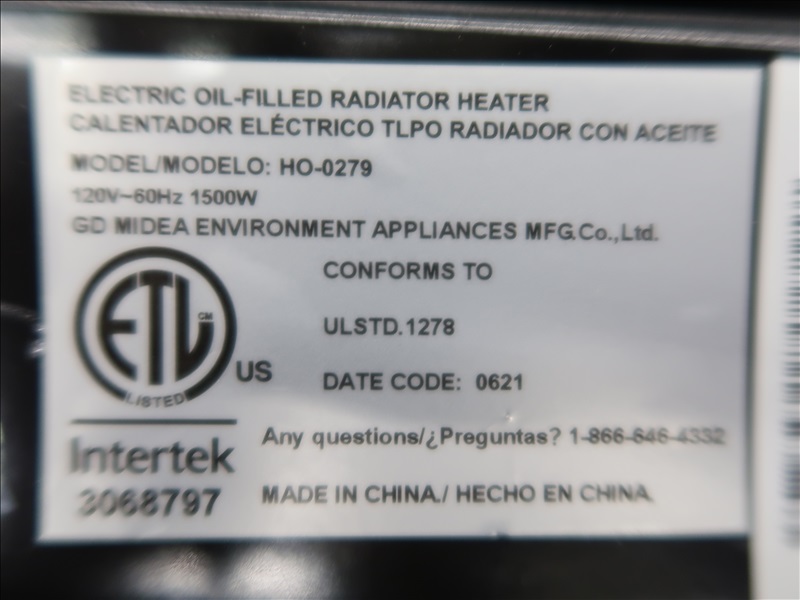 ELECTRIC OIL-FILLED RADIATOR HEATER
CALENTADOR ELÉCTRICO TLPO RADIADOR CON ACEITE
MODEL/MODELO: HO-0279
120V~60Hz 1500W
GD MIDEA ENVIRONMENT APPLIANCES MFG.Co.,Ltd.
ETL CM
LISTED
US
CONFORMS TO
ULSTD.1278
DATE CODE: 0621
Intertek
3068797
Any questions/¿Preguntas? 1-866-646-4332
MADE IN CHINA./ HECHO EN CHINA.